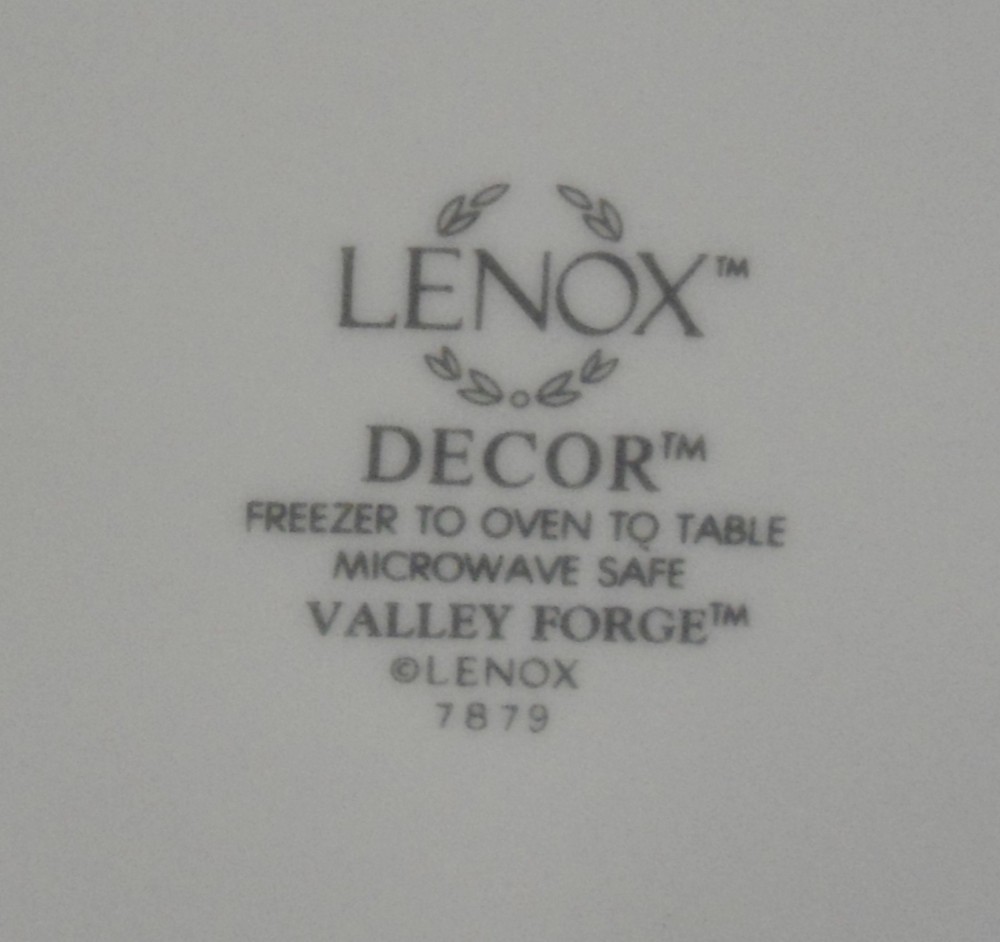 LENOX™
DECOR™
FREEZER TO OVEN TO TABLE
MICROWAVE SAFE
VALLEY FORGE™
©LENOX
7879